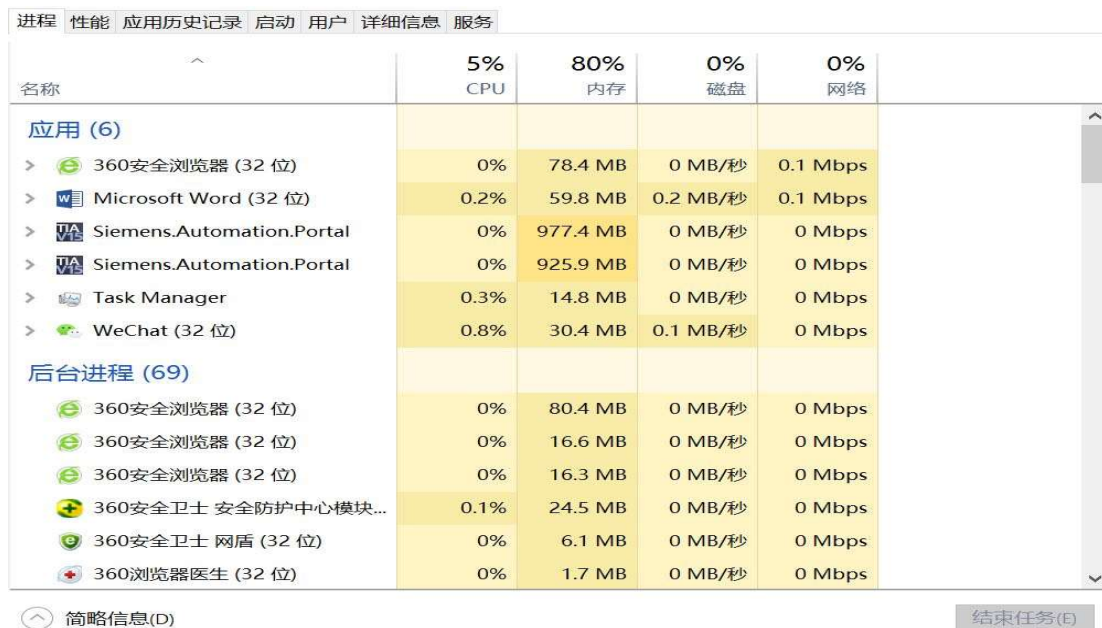 进程 性能 应用历史记录 启动 用户 详细信息 服务
5% 80% 0% 0%
名称 CPU 内存 磁盘 网络
应用 (6)
360安全浏览器 (32 位) 0% 78.4 MB 0 MB/秒 0.1 Mbps
Microsoft Word (32 位) 0.2% 59.8 MB 0.2 MB/秒 0.1 Mbps
TIA V15 Siemens.Automation.Portal 0% 977.4 MB 0 MB/秒 0 Mbps
TIA V15 Siemens.Automation.Portal 0% 925.9 MB 0 MB/秒 0 Mbps
Task Manager 0.3% 14.8 MB 0 MB/秒 0 Mbps
WeChat (32 位) 0.8% 30.4 MB 0.1 MB/秒 0 Mbps
后台进程 (69)
360安全浏览器 (32 位) 0% 80.4 MB 0 MB/秒 0 Mbps
360安全浏览器 (32 位) 0% 16.6 MB 0 MB/秒 0 Mbps
360安全浏览器 (32 位) 0% 16.3 MB 0 MB/秒 0 Mbps
360安全卫士 安全防护中心模块... 0.1% 24.5 MB 0 MB/秒 0 Mbps
360安全卫士 网盾 (32 位) 0% 6.1 MB 0 MB/秒 0 Mbps
360浏览器医生 (32 位) 0% 1.7 MB 0 MB/秒 0 Mbps
简略信息(D) 结束任务(E)